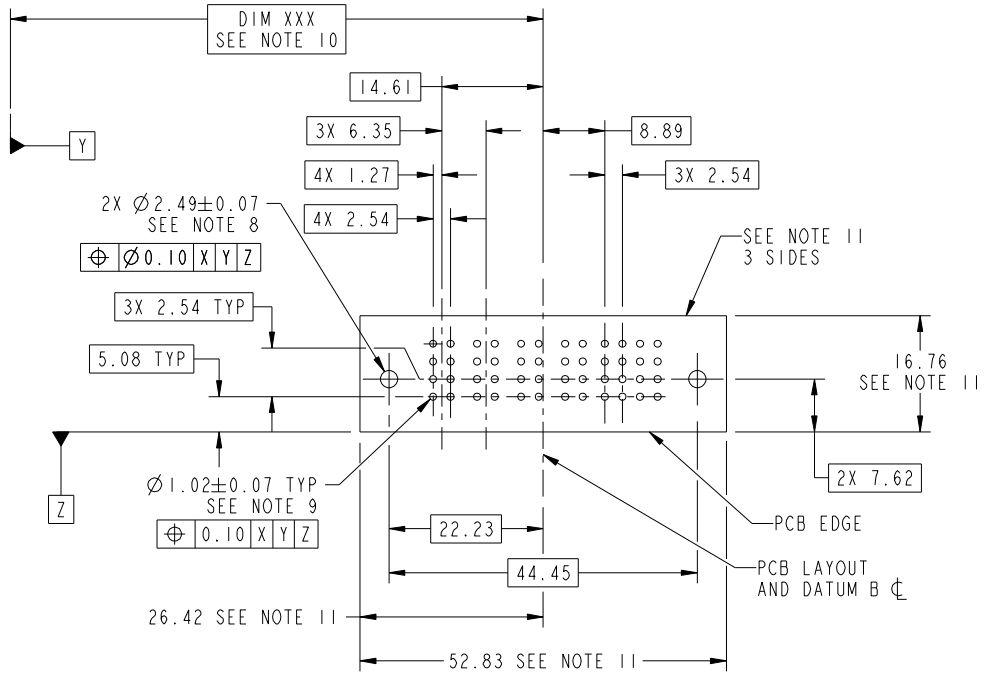 DIM XXX
SEE NOTE 10
14.61
3X 6.35
8.89
Y
4X 1.27
3X 2.54
2X Ø2.49±0.07
SEE NOTE 8
4X 2.54
⌖ Ø0.10 X Y Z
SEE NOTE 11
3 SIDES
3X 2.54 TYP
5.08 TYP
16.76
SEE NOTE 11
Z
Ø1.02±0.07 TYP
SEE NOTE 9
⌖ 0.10 X Y Z
2X 7.62
22.23
PCB EDGE
44.45
PCB LAYOUT
AND DATUM B ℄
26.42 SEE NOTE 11
52.83 SEE NOTE 11